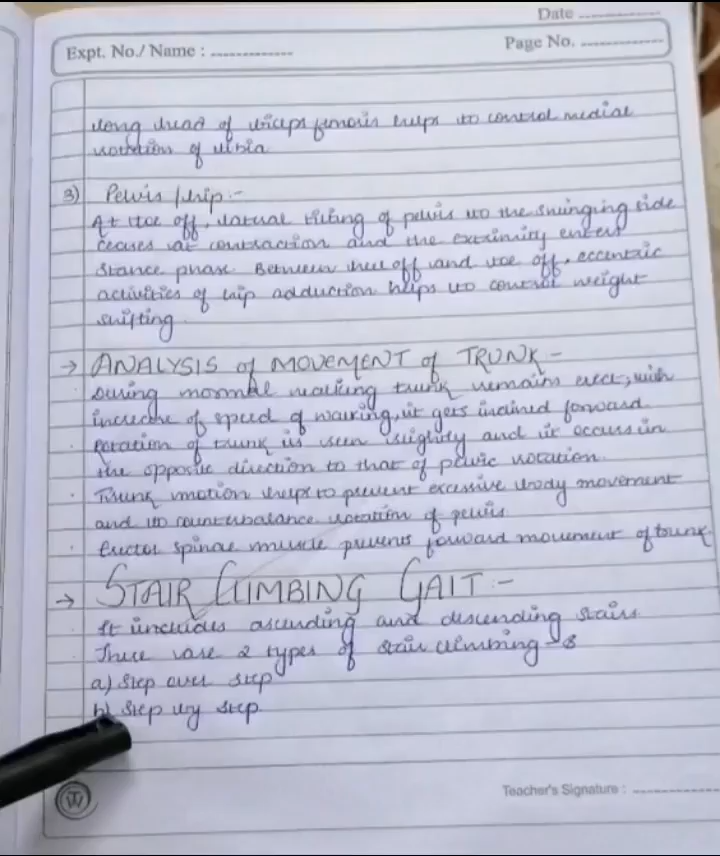 Date
Expt. No./ Name :
Page No.
long head of biceps femoris helps to control medial
rotation of tibia
3) Pelvis / hip :-
At toe off, lateral tilting of pelvis to the swinging side
ceases at contraction and the extrimity enters
stance phase. Between heel off and toe off, eccentric
activities of hip adduction helps to control weight
shifting.
→ ANALYSIS of MOVEMENT of TRUNK -
· During normal walking trunk remains erect, with
increase of speed of walking, it gets inclined forward
· Rotation of trunk is seen slightly and it occurs in
the opposite direction to that of pelvic rotation.
· Trunk motion helps to prevent excessive body movement
and to counterbalance rotation of pelvis
· Erector spinae muscle prevents forward movement of trunk
→ STAIR CLIMBING GAIT :-
· It includes ascending and descending stairs.
· There are 2 types of stair climbing -
a) Step over step
b) Step by step
Teacher's Signature :